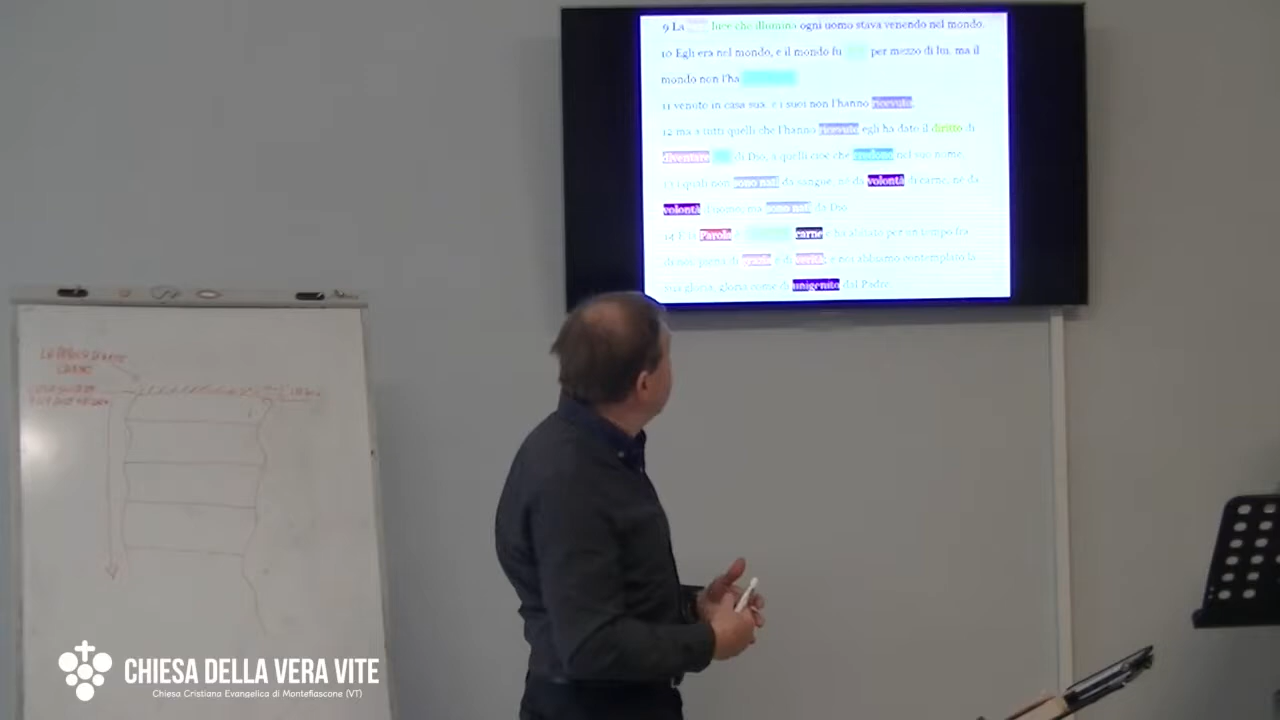 9 La luce che illumina ogni uomo stava venendo nel mondo.
10 Egli era nel mondo, e il mondo fu per mezzo di lui, ma il
mondo non l'ha
11 venuto in casa sua, e i suoi non l'hanno ricevuto,
12 ma a tutti quelli che l'hanno ricevuto egli ha dato il diritto di
diventare di Dio, a quelli cioè che credono nel suo nome;
13 i quali non sono nati da sangue, né da volontà di carne, né da
volontà d'uomo, ma sono nati da Dio.
14 E la Parola carne e ha abitato per un tempo fra
di noi, piena di grazia e di verità; e noi abbiamo contemplato la
sua gloria, gloria come di unigenito dal Padre.
CHIESA DELLA VERA VITE
Chiesa Cristiana Evangelica di Montefiascone (VT)